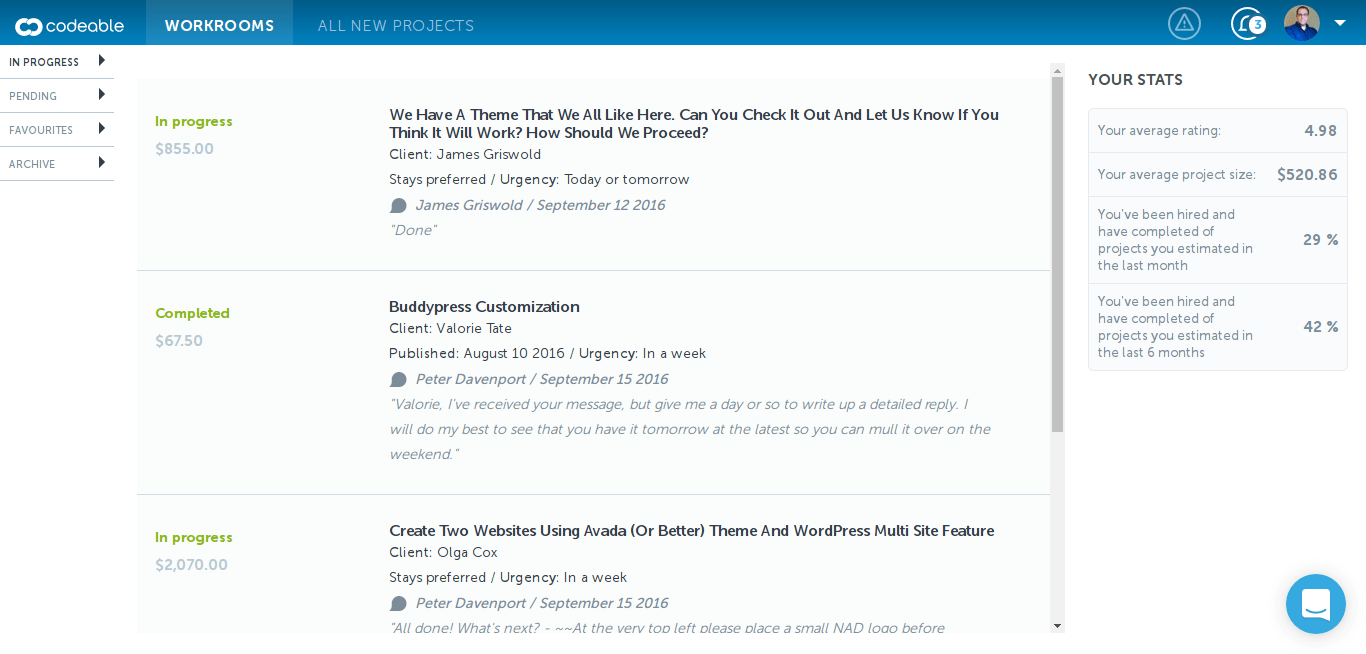 codeable
WORKROOMS
ALL NEW PROJECTS
3
IN PROGRESS
PENDING
FAVOURITES
ARCHIVE
In progress
$855.00
We Have A Theme That We All Like Here. Can You Check It Out And Let Us Know If You
Think It Will Work? How Should We Proceed?
Client: James Griswold
Stays preferred / Urgency: Today or tomorrow
James Griswold / September 12 2016
"Done"
Completed
$67.50
Buddypress Customization
Client: Valorie Tate
Published: August 10 2016 / Urgency: In a week
Peter Davenport / September 15 2016
"Valorie, I've received your message, but give me a day or so to write up a detailed reply. I
will do my best to see that you have it tomorrow at the latest so you can mull it over on the
weekend."
In progress
$2,070.00
Create Two Websites Using Avada (Or Better) Theme And WordPress Multi Site Feature
Client: Olga Cox
Stays preferred / Urgency: In a week
Peter Davenport / September 15 2016
"All done! What's next? - ~~At the very top left please place a small NAD logo before
YOUR STATS
Your average rating:
4.98
Your average project size:
$520.86
You've been hired and
have completed of
projects you estimated in
the last month
29 %
You've been hired and
have completed of
projects you estimated in
the last 6 months
42 %